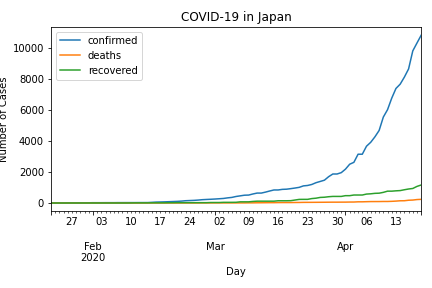 COVID-19 in Japan
confirmed
deaths
recovered
Number of Cases
10000
8000
6000
4000
2000
0
27 03 10 17 24 02 09 16 23 30 06 13
Feb Mar Apr
2020
Day